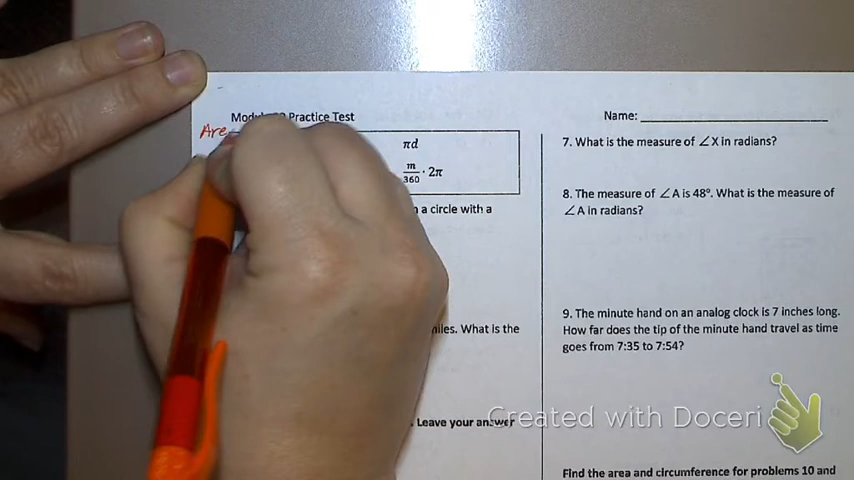 Practice Test
Name:
Are
πd
m/360 · 2π
n a circle with a
miles. What is the
. Leave your answer
7. What is the measure of ∠X in radians?
8. The measure of ∠A is 48°. What is the measure of
∠A in radians?
9. The minute hand on an analog clock is 7 inches long.
How far does the tip of the minute hand travel as time
goes from 7:35 to 7:54?
Find the area and circumference for problems 10 and
Created with Doceri